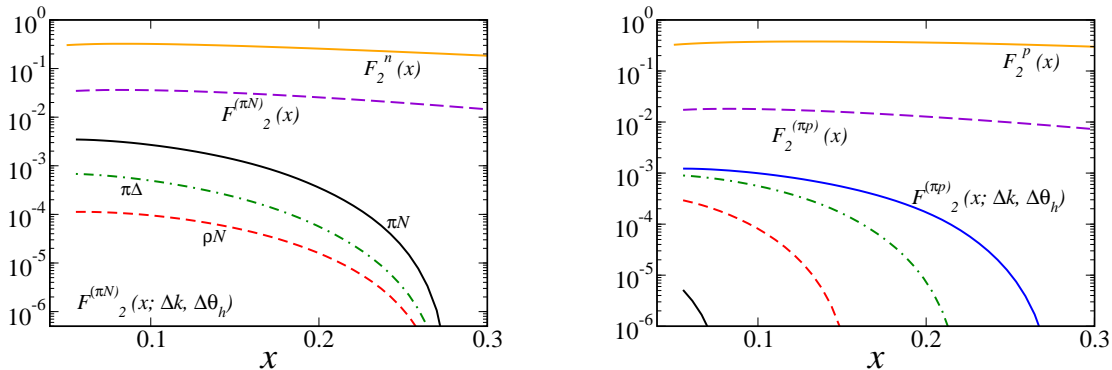 10^0
10^-1
10^-2
10^-3
10^-4
10^-5
10^-6
F_2^n (x)
F^(πN)_2 (x)
πΔ
ρN
πN
F^(πN)_2 (x; Δk, Δθ_h)
0.1 0.2 0.3
x
10^0
10^-1
10^-2
10^-3
10^-4
10^-5
10^-6
F_2^p (x)
F_2^(πp) (x)
F^(πp)_2 (x; Δk, Δθ_h)
0.1 0.2 0.3
x